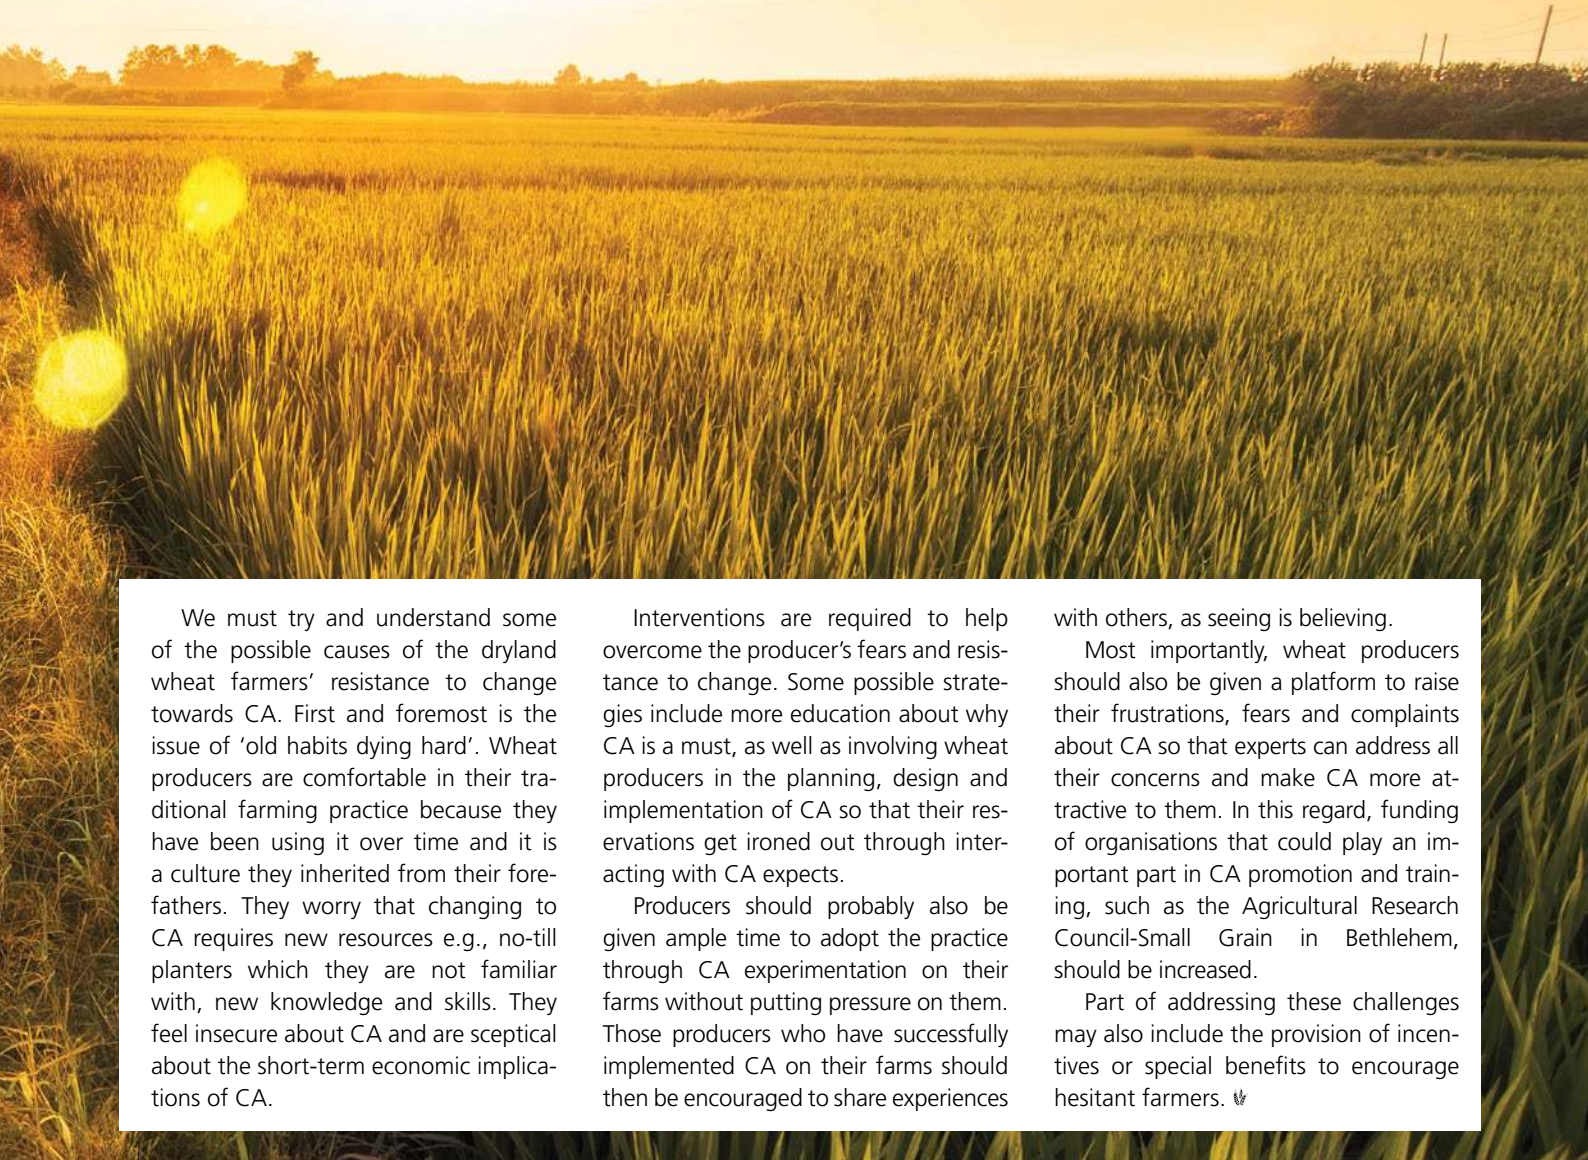 We must try and understand some
of the possible causes of the dryland
wheat farmers’ resistance to change
towards CA. First and foremost is the
issue of ‘old habits dying hard’. Wheat
producers are comfortable in their tra-
ditional farming practice because they
have been using it over time and it is
a culture they inherited from their fore-
fathers. They worry that changing to
CA requires new resources e.g., no-till
planters which they are not familiar
with, new knowledge and skills. They
feel insecure about CA and are sceptical
about the short-term economic implica-
tions of CA.
Interventions are required to help
overcome the producer’s fears and resis-
tance to change. Some possible strate-
gies include more education about why
CA is a must, as well as involving wheat
producers in the planning, design and
implementation of CA so that their res-
ervations get ironed out through inter-
acting with CA expects.
Producers should probably also be
given ample time to adopt the practice
through CA experimentation on their
farms without putting pressure on them.
Those producers who have successfully
implemented CA on their farms should
then be encouraged to share experiences
with others, as seeing is believing.
Most importantly, wheat producers
should also be given a platform to raise
their frustrations, fears and complaints
about CA so that experts can address all
their concerns and make CA more at-
tractive to them. In this regard, funding
of organisations that could play an im-
portant part in CA promotion and train-
ing, such as the Agricultural Research
Council-Small Grain in Bethlehem,
should be increased.
Part of addressing these challenges
may also include the provision of incen-
tives or special benefits to encourage
hesitant farmers.